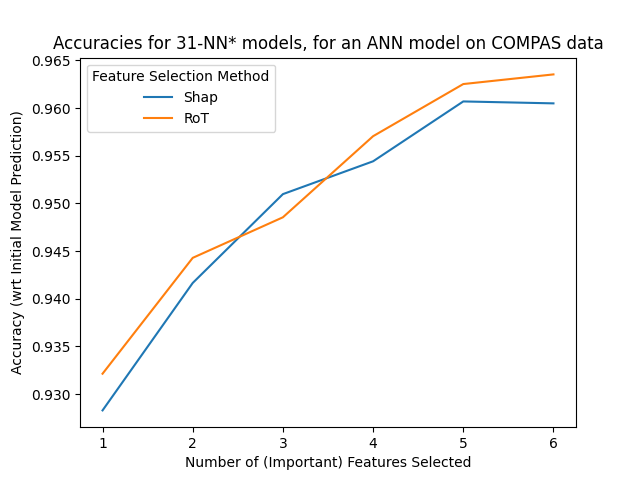 Accuracies for 31-NN* models, for an ANN model on COMPAS data
Feature Selection Method
Shap
RoT
Accuracy (wrt Initial Model Prediction)
0.965
0.960
0.955
0.950
0.945
0.940
0.935
0.930
1 2 3 4 5 6
Number of (Important) Features Selected